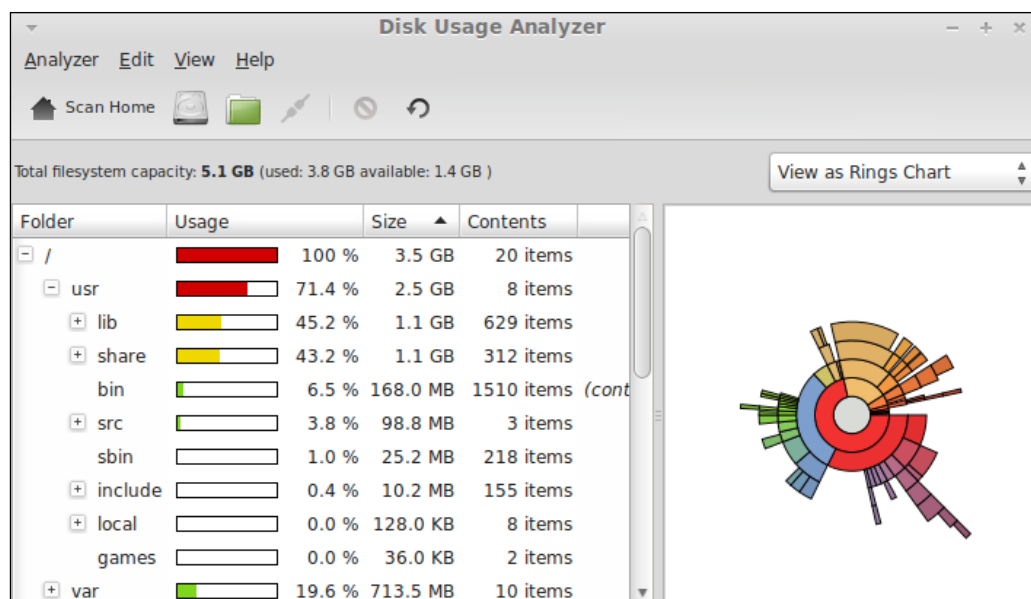 Disk Usage Analyzer
Analyzer Edit View Help
Scan Home
Total filesystem capacity: 5.1 GB (used: 3.8 GB available: 1.4 GB )
View as Rings Chart
Folder Usage Size Contents
/ 100 % 3.5 GB 20 items
usr 71.4 % 2.5 GB 8 items
lib 45.2 % 1.1 GB 629 items
share 43.2 % 1.1 GB 312 items
bin 6.5 % 168.0 MB 1510 items (cont
src 3.8 % 98.8 MB 3 items
sbin 1.0 % 25.2 MB 218 items
include 0.4 % 10.2 MB 155 items
local 0.0 % 128.0 KB 8 items
games 0.0 % 36.0 KB 2 items
var 19.6 % 713.5 MB 10 items